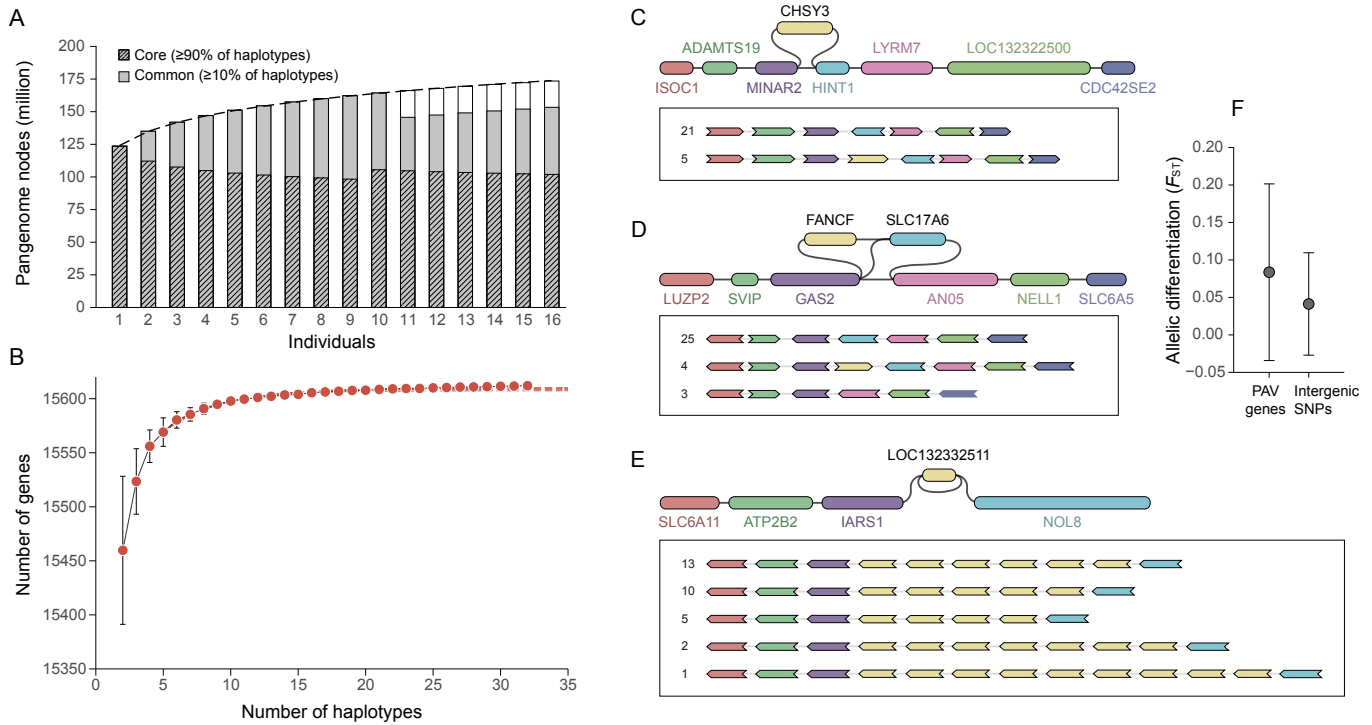 A
Core (≥90% of haplotypes)
Common (≥10% of haplotypes)
Pangenome nodes (million)
200
175
150
125
100
75
50
25
0
1 2 3 4 5 6 7 8 9 10 11 12 13 14 15 16
Individuals
B
Number of genes
15600
15550
15500
15450
15400
15350
0 5 10 15 20 25 30 35
Number of haplotypes
C
CHSY3
ADAMTS19 LYRM7 LOC132322500
ISOC1 MINAR2 HINT1 CDC42SE2
21
5
D
FANCF SLC17A6
LUZP2 SVIP GAS2 AN05 NELL1 SLC6A5
25
4
3
E
LOC132332511
SLC6A11 ATP2B2 IARS1 NOL8
13
10
5
2
1
F
Allelic differentiation (FST)
0.20
0.20
0.10
0.05
0.00
−0.05
PAV Intergenic
genes SNPs